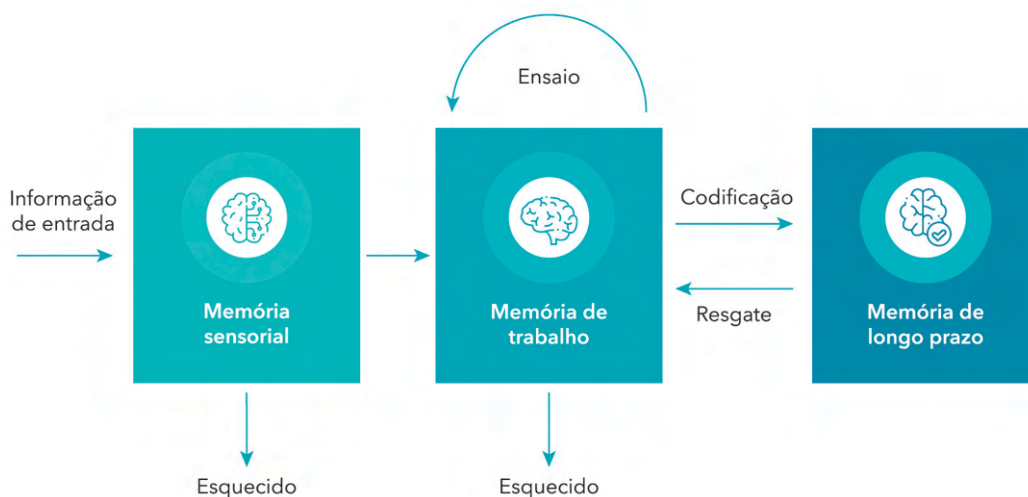 Ensaio
Informação
de entrada
Codificação
Resgate
Memória
sensorial
Memória de
trabalho
Memória de
longo prazo
Esquecido
Esquecido